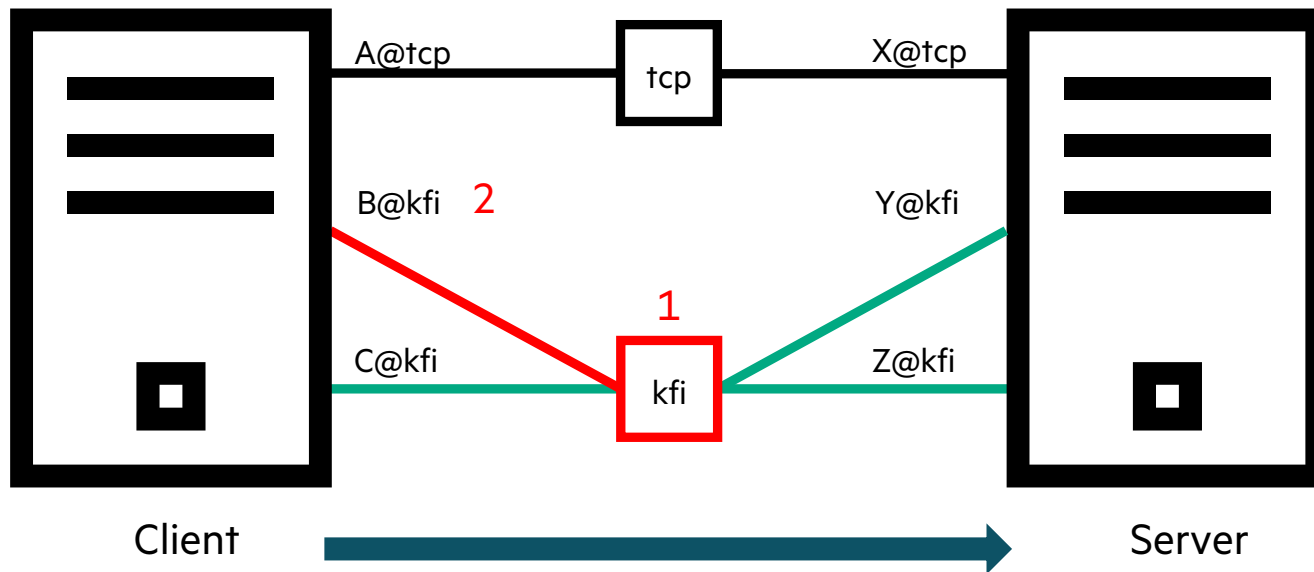 A@tcp
tcp
X@tcp
B@kfi 2
Y@kfi
1
C@kfi
kfi
Z@kfi
Client
Server